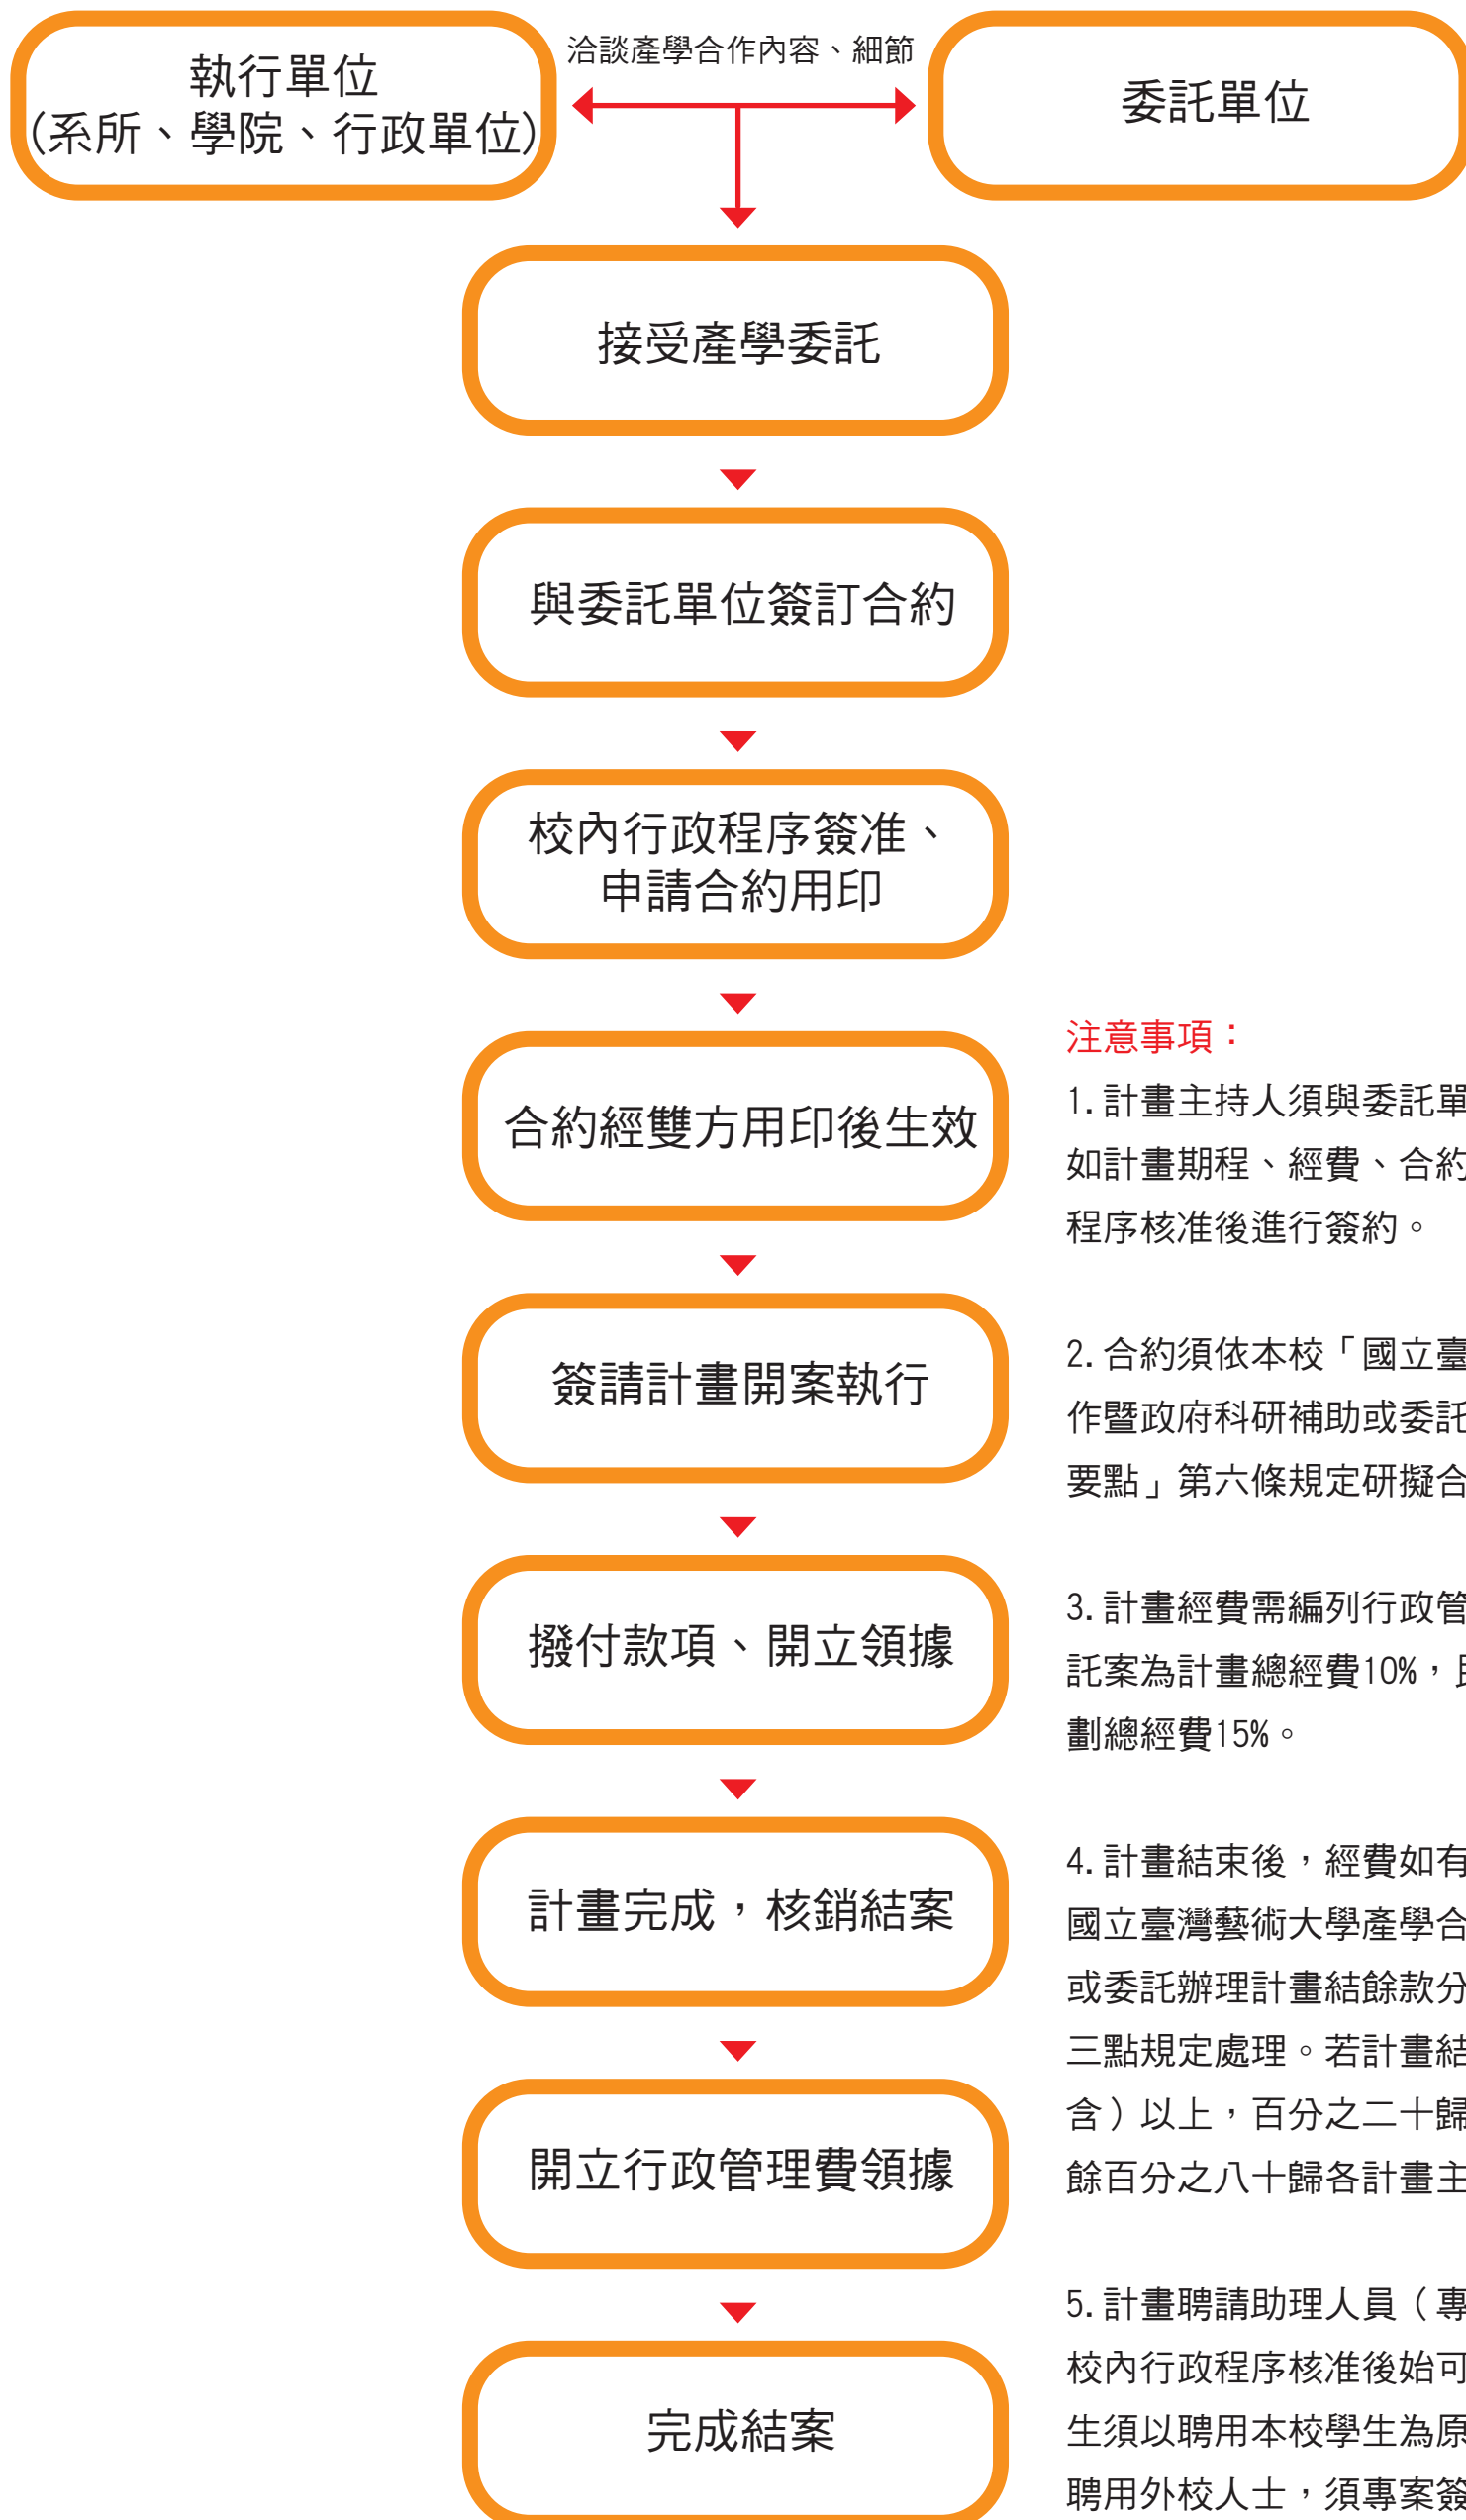 執行單位
(系所、學院、行政單位)
洽談產學合作內容、細節
委託單位
接受產學委託
與委託單位簽訂合約
校內行政程序簽准、
申請合約用印
合約經雙方用印後生效
簽請計畫開案執行
撥付款項、開立領據
計畫完成，核銷結案
開立行政管理費領據
完成結案
注意事項：
1.計畫主持人須與委託單
如計畫期程、經費、合約
程序核准後進行簽約。
2.合約須依本校「國立臺
作暨政府科研補助或委託
要點」第六條規定研擬合
3.計畫經費需編列行政管
託案為計畫總經費10%，
劃總經費15%。
4.計畫結束後，經費如有
國立臺灣藝術大學產學合
或委託辦理計畫結餘款分
三點規定處理。若計畫結
含）以上，百分之二十歸
餘百分之八十歸各計畫主
5.計畫聘請助理人員（專
校內行政程序核准後始可
生須以聘用本校學生為原
聘用外校人士，須專案簽